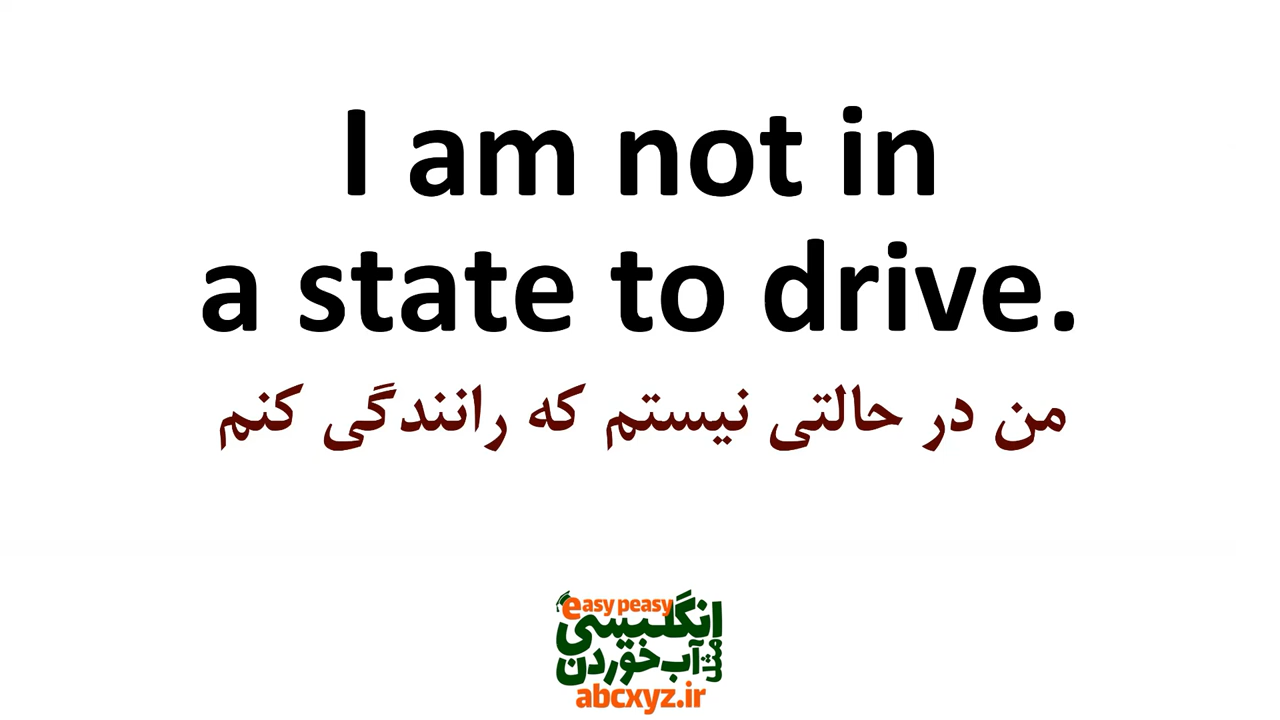 I am not in
a state to drive.
من در حالتی نیستم که رانندگی کنم
easy peasy
انگلیسی
مثل آب خوردن
abcxyz.ir